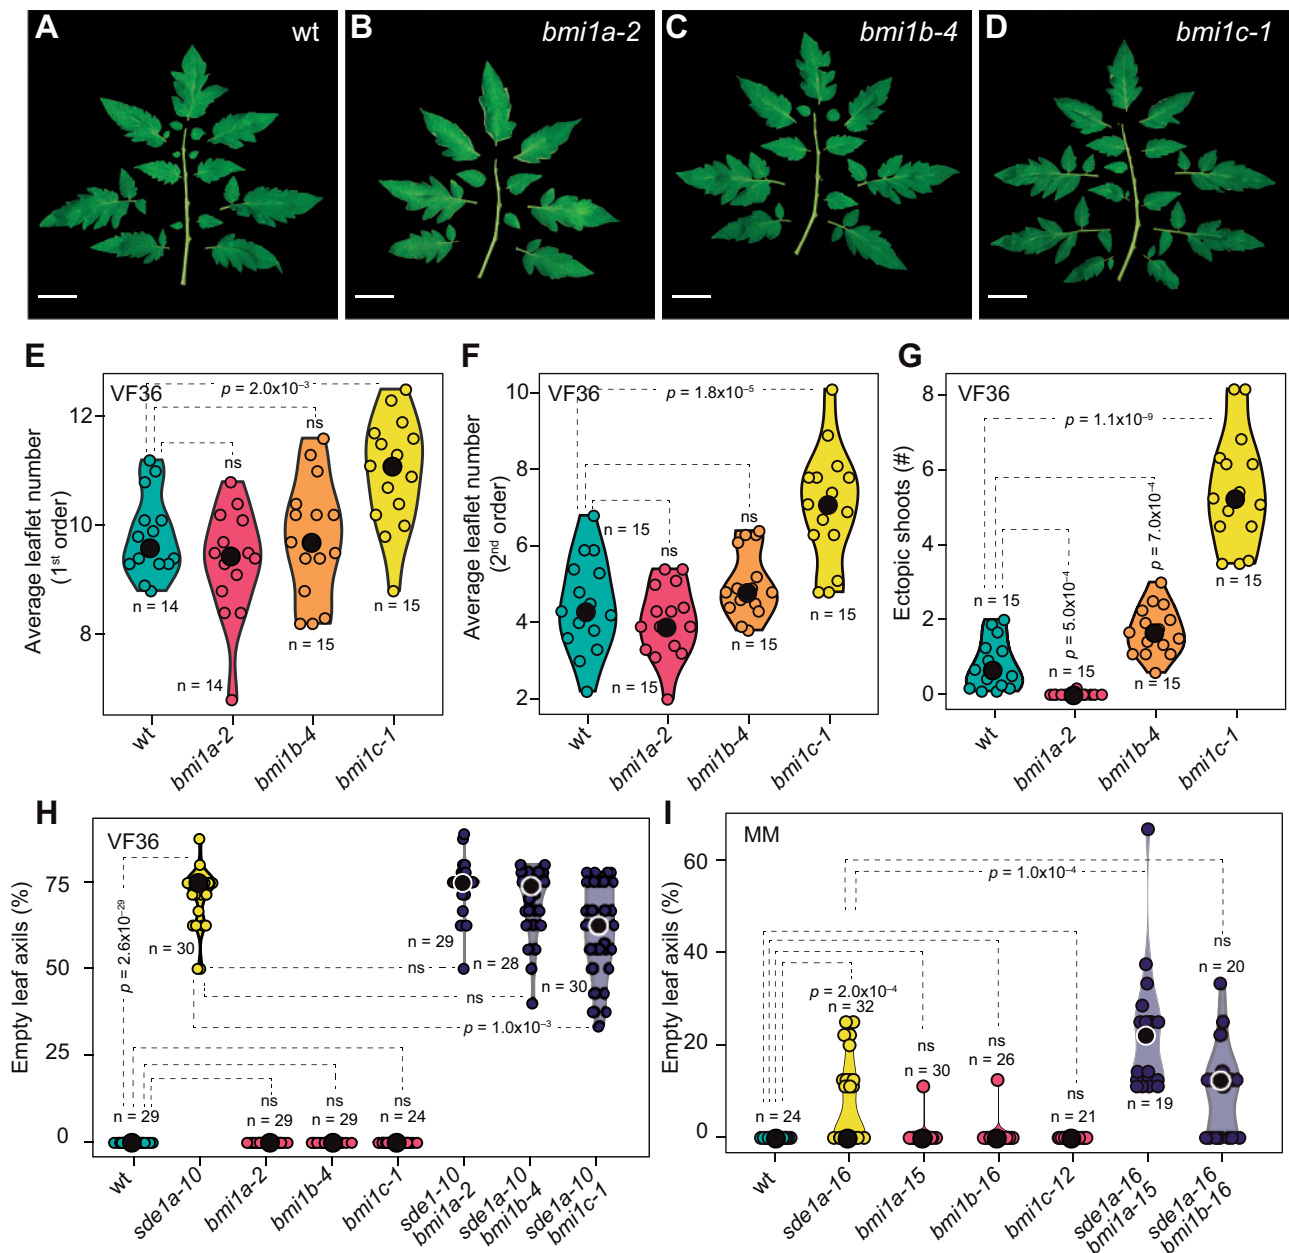 A wt
B bmi1a-2
C bmi1b-4
D bmi1c-1
E
VF36
p = 2.0x10⁻³
ns
ns
n = 14
n = 14
n = 15
n = 15
12
10
8
Average leaflet number
(1st order)
wt
bmi1a-2
bmi1b-4
bmi1c-1
F
VF36
p = 1.8x10⁻⁵
ns
ns
n = 15
n = 15
n = 15
n = 15
10
8
6
4
2
Average leaflet number
(2nd order)
wt
bmi1a-2
bmi1b-4
bmi1c-1
G
VF36
p = 1.1x10⁻⁹
p = 7.0x10⁻⁴
p = 5.0x10⁻⁴
n = 15
n = 15
n = 15
n = 15
8
6
4
2
0
Ectopic shoots (#)
wt
bmi1a-2
bmi1b-4
bmi1c-1
H
VF36
p = 2.6x10⁻²⁹
n = 30
n = 29
n = 28
n = 30
ns
ns
p = 1.0x10⁻³
ns
ns
ns
n = 29
n = 29
n = 29
n = 24
75
50
25
0
Empty leaf axils (%)
wt
sde1a-10
bmi1a-2
bmi1b-4
bmi1c-1
sde1-10
bmi1a-2
sde1a-10
bmi1b-4
sde1a-10
bmi1c-1
I
MM
p = 1.0x10⁻⁴
ns
n = 20
p = 2.0x10⁻⁴
n = 32
ns
n = 30
ns
n = 26
ns
n = 21
n = 19
n = 24
60
40
20
0
Empty leaf axils (%)
wt
sde1a-16
bmi1a-15
bmi1b-16
bmi1c-12
sde1a-16
bmi1a-15
sde1a-16
bmi1b-16